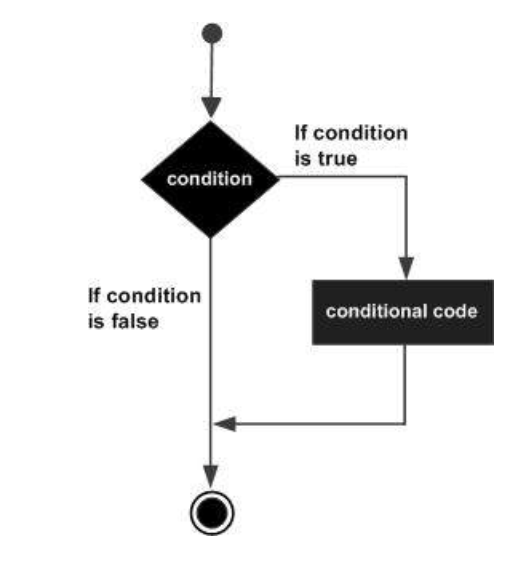 If condition
is true
condition
If condition
is false
conditional code